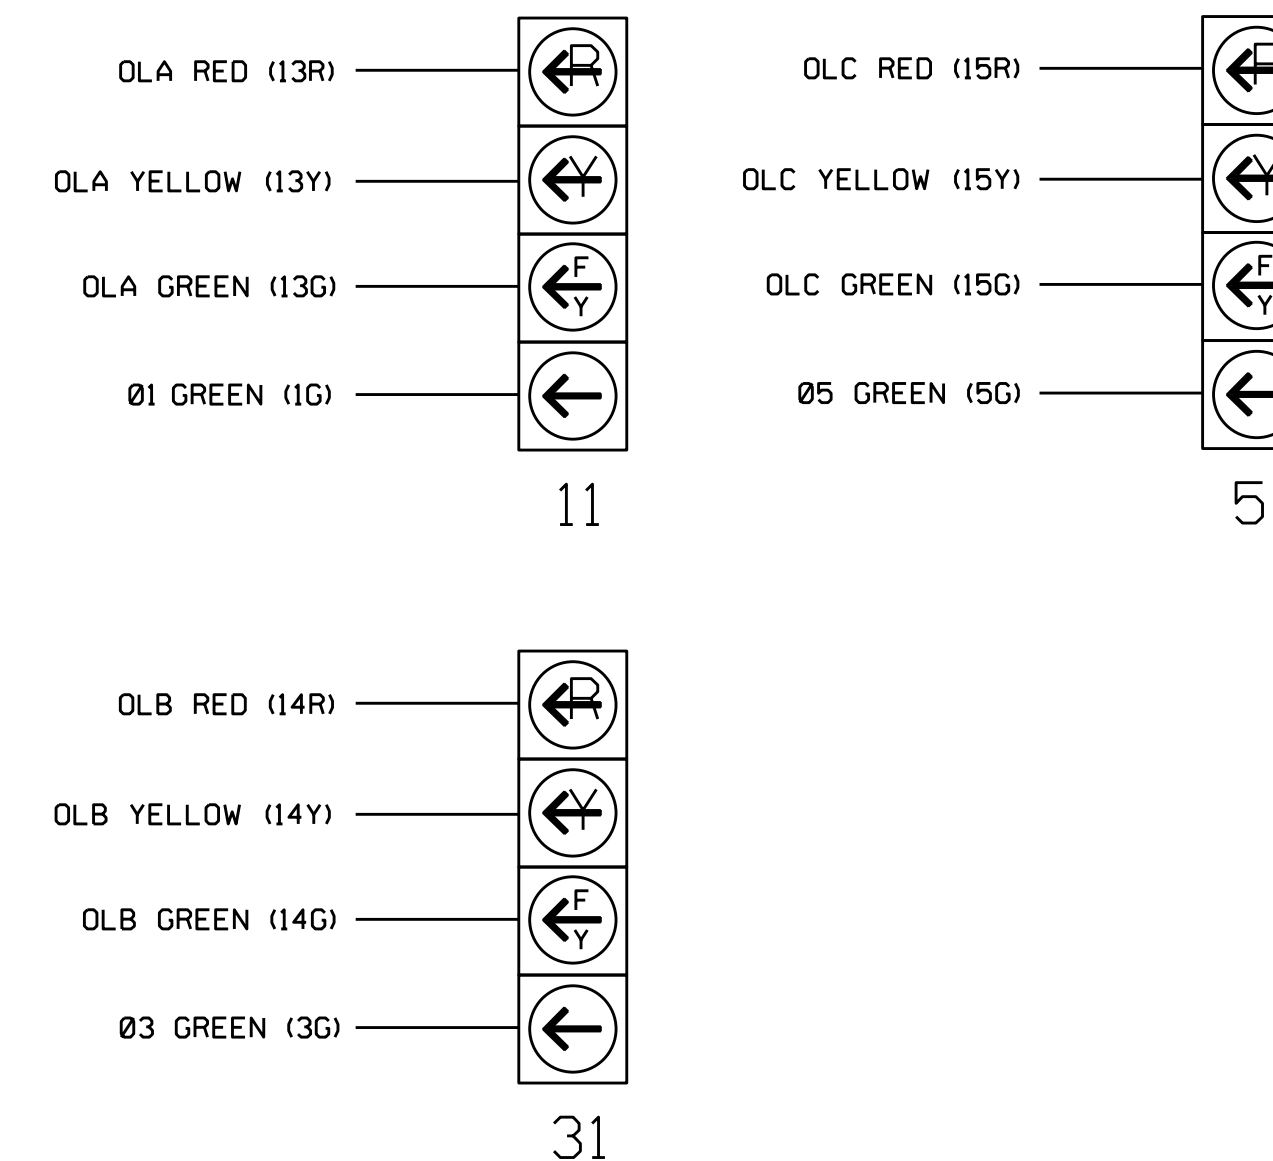 OLA RED (13R)
R
OLA YELLOW (13Y)
Y
OLA GREEN (13G)
F
Y
Ø1 GREEN (1G)
11
OLC RED (15R)
OLC YELLOW (15Y)
Y
OLC GREEN (15G)
F
Y
Ø5 GREEN (5G)
5
OLB RED (14R)
R
OLB YELLOW (14Y)
Y
OLB GREEN (14G)
F
Y
Ø3 GREEN (3G)
31